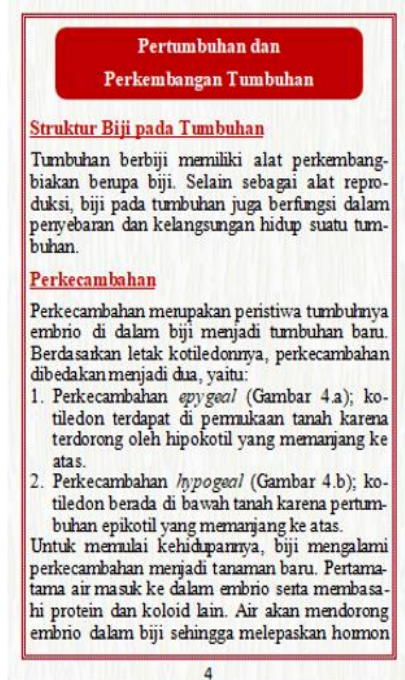 Pertumbuhan dan
Perkembangan Tumbuhan
Struktur Biji pada Tumbuhan
Tumbuhan berbiji memiliki alat perkembang-
biakan berupa biji. Selain sebagai alat repro-
duksi, biji pada tumbuhan juga berfungsi dalam
penyebaran dan kelangsungan hidup suatu tum-
buhan.
Perkecambahan
Perkecambahan merupakan peristiwa tumbuhnya
embrio di dalam biji menjadi tumbuhan baru.
Berdasarkan letak kotiledonnya, perkecambahan
dibedakan menjadi dua, yaitu:
1. Perkecambahan epygeal (Gambar 4.a); ko-
tiledon terdapat di permukaan tanah karena
terdorong oleh hipokotil yang memanjang ke
atas.
2. Perkecambahan hypogeal (Gambar 4.b); ko-
tiledon berada di bawah tanah karena pertum-
buhan epikotil yang memanjang ke atas.
Untuk memulai kehidupannya, biji mengalami
perkecambahan menjadi tanaman baru. Pertama-
tama air masuk ke dalam embrio serta membasa-
hi protein dan koloid lain. Air akan mendorong
embrio dalam biji sehingga melepaskan hormon
4